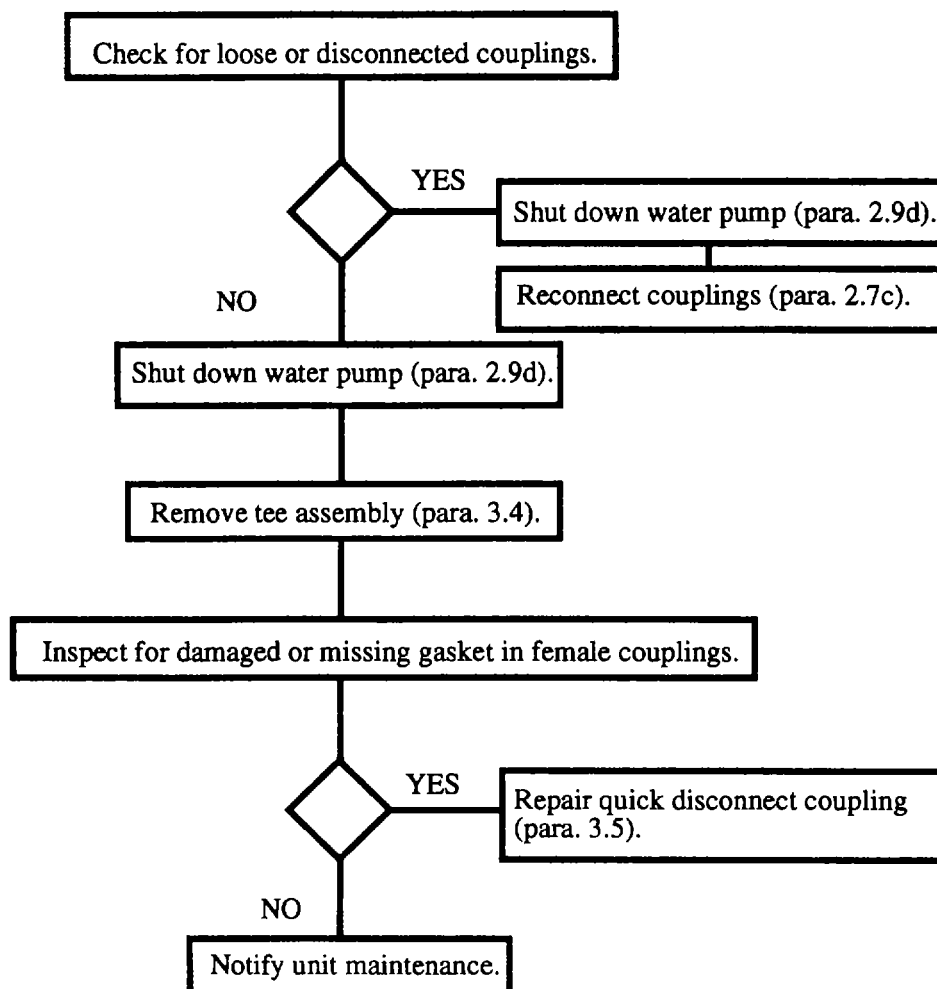 Check for loose or disconnected couplings.
YES
Shut down water pump (para. 2.9d).
Reconnect couplings (para. 2.7c).
NO
Shut down water pump (para. 2.9d).
Remove tee assembly (para. 3.4).
Inspect for damaged or missing gasket in female couplings.
YES
Repair quick disconnect coupling
(para. 3.5).
NO
Notify unit maintenance.